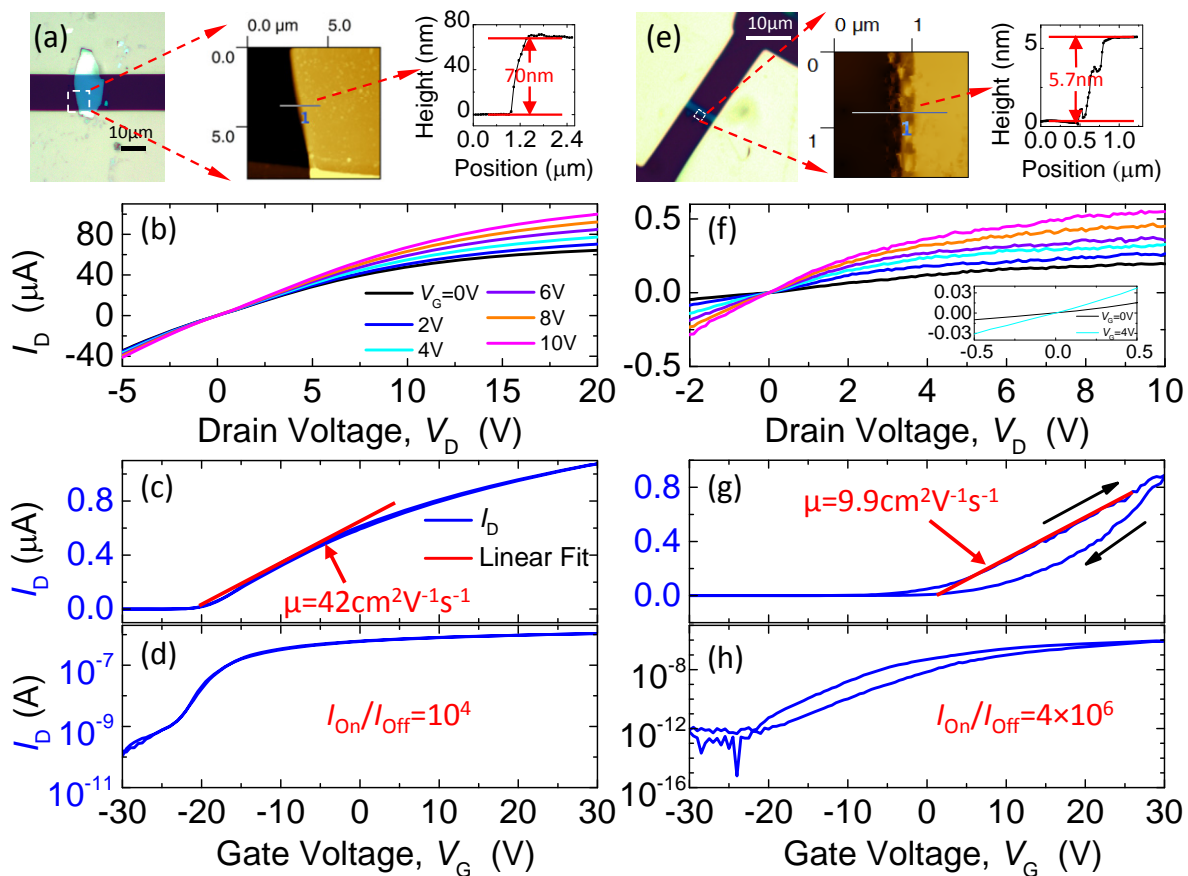 (a)
10μm
0.0 μm 5.0
0.0
5.0
1
80
40
0
Height (nm)
70nm
0.0 1.2 2.4
Position (μm)
(e)
10μm
0 μm 1
0
1
1
5
0
Height (nm)
5.7nm
0.0 0.5 1.0
Position (μm)
(b)
80
40
0
-40
I_D (μA)
V_G=0V
2V
4V
6V
8V
10V
-5 0 5 10 15 20
Drain Voltage, V_D (V)
(f)
0.5
0.0
-0.5
0.03
0.00
-0.03
V_G=0V
V_G=4V
-0.5 0.0 0.5
-2 0 2 4 6 8 10
Drain Voltage, V_D (V)
(c)
0.8
0.4
0.0
I_D (μA)
I_D
Linear Fit
μ=42cm²V⁻¹s⁻¹
(g)
0.8
0.4
0.0
μ=9.9cm²V⁻¹s⁻¹
-30 -20 -10 0 10 20 30
(d)
10⁻⁷
10⁻⁹
10⁻¹¹
I_D (A)
I_On/I_Off=10⁴
-30 -20 -10 0 10 20 30
Gate Voltage, V_G (V)
(h)
10⁻⁸
10⁻¹²
10⁻¹⁶
I_On/I_Off=4×10⁶
-30 -20 -10 0 10 20 30
Gate Voltage, V_G (V)